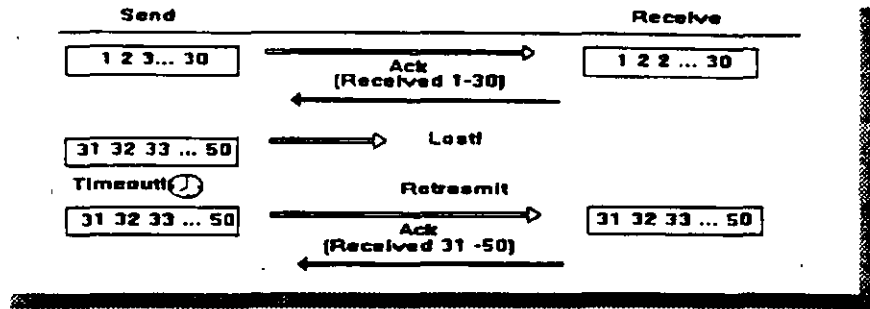 Send Receive
1 2 3... 30 1 2 2 ... 30
Ack
(Received 1-30)
31 32 33 ... 50 Lost!
Timeout!
Retresmit
31 32 33 ... 50 31 32 33 ... 50
Ack
(Received 31 -50)